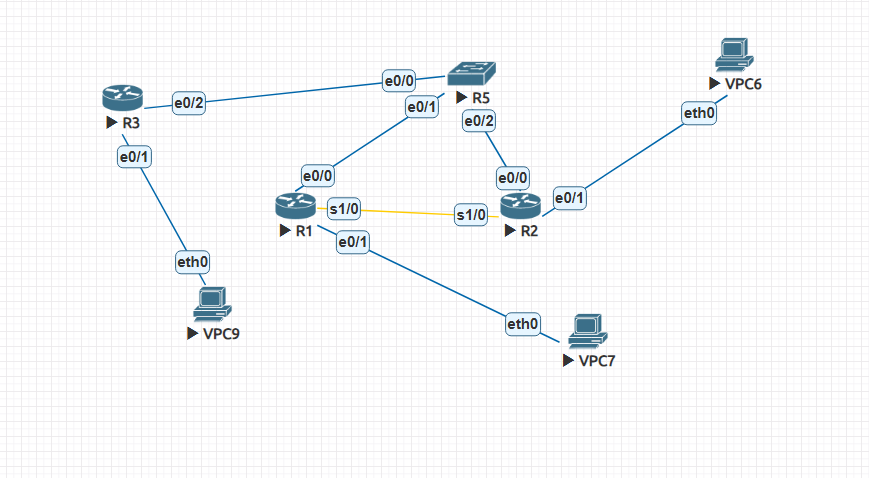 VPC6
e0/0
R5
e0/2
R3
e0/1
eth0
e0/2
e0/1
e0/0
e0/0
e0/1
s1/0
s1/0
R1
R2
e0/1
eth0
VPC9
eth0
VPC7